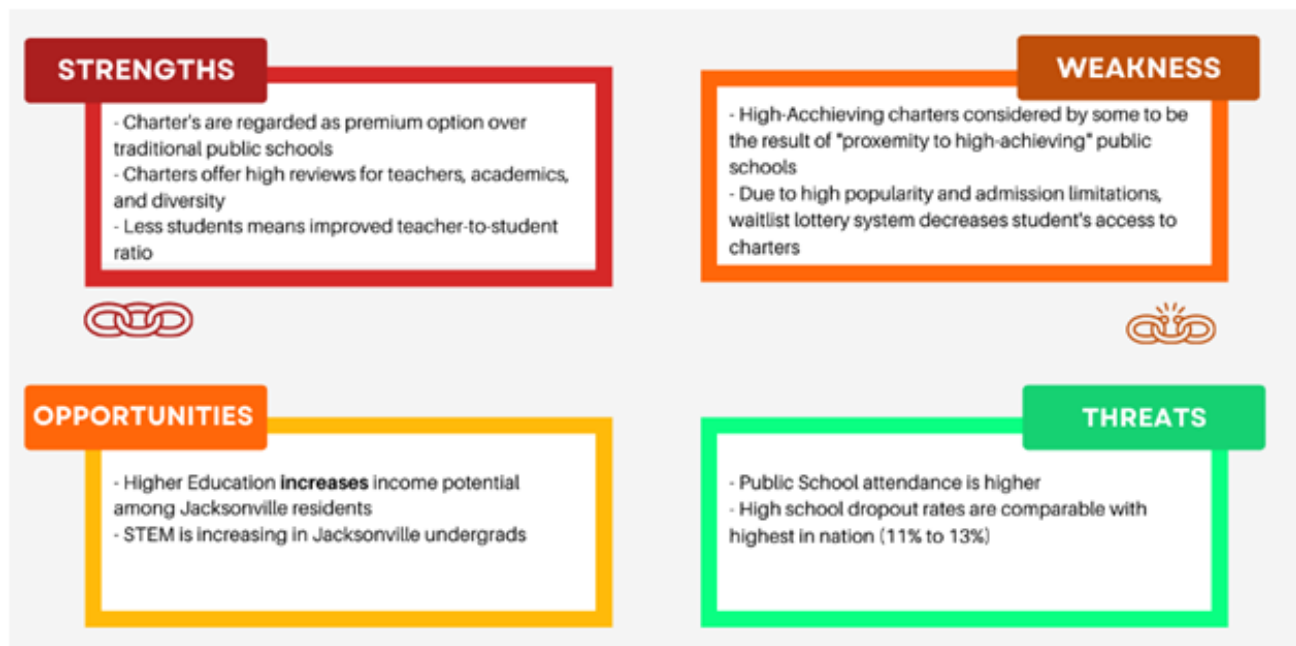 STRENGTHS
- Charter's are regarded as premium option over
traditional public schools
- Charters offer high reviews for teachers, academics,
and diversity
- Less students means improved teacher-to-student
ratio
WEAKNESS
- High-Acchieving charters considered by some to be
the result of "proxemity to high-achieving" public
schools
- Due to high popularity and admission limitations,
waitlist lottery system decreases student's access to
charters
OPPORTUNITIES
- Higher Education increases income potential
among Jacksonville residents
- STEM is increasing in Jacksonville undergrads
THREATS
- Public School attendance is higher
- High school dropout rates are comparable with
highest in nation (11% to 13%)